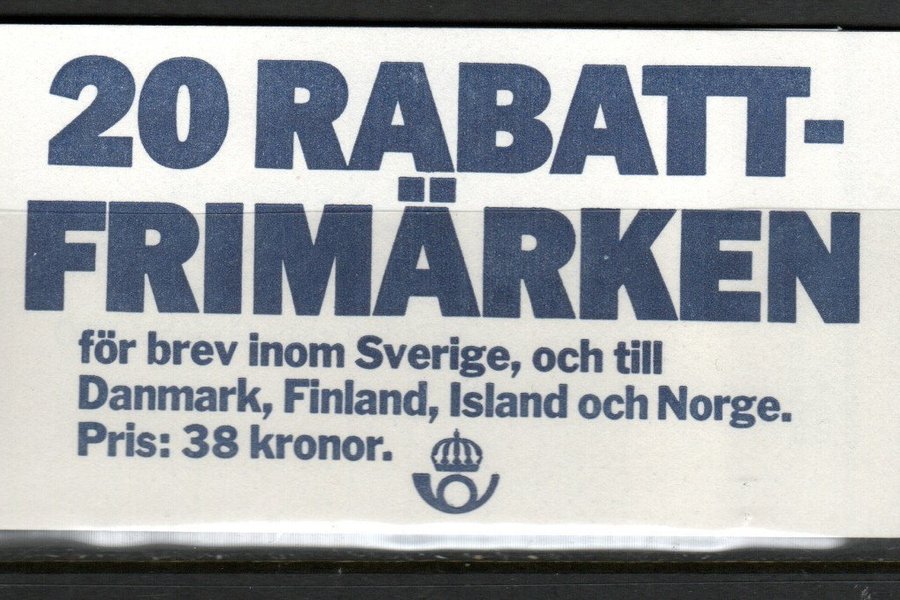 20 RABATT-
FRIMÄRKEN
för brev inom Sverige, och till
Danmark, Finland, Island och Norge.
Pris: 38 kronor.